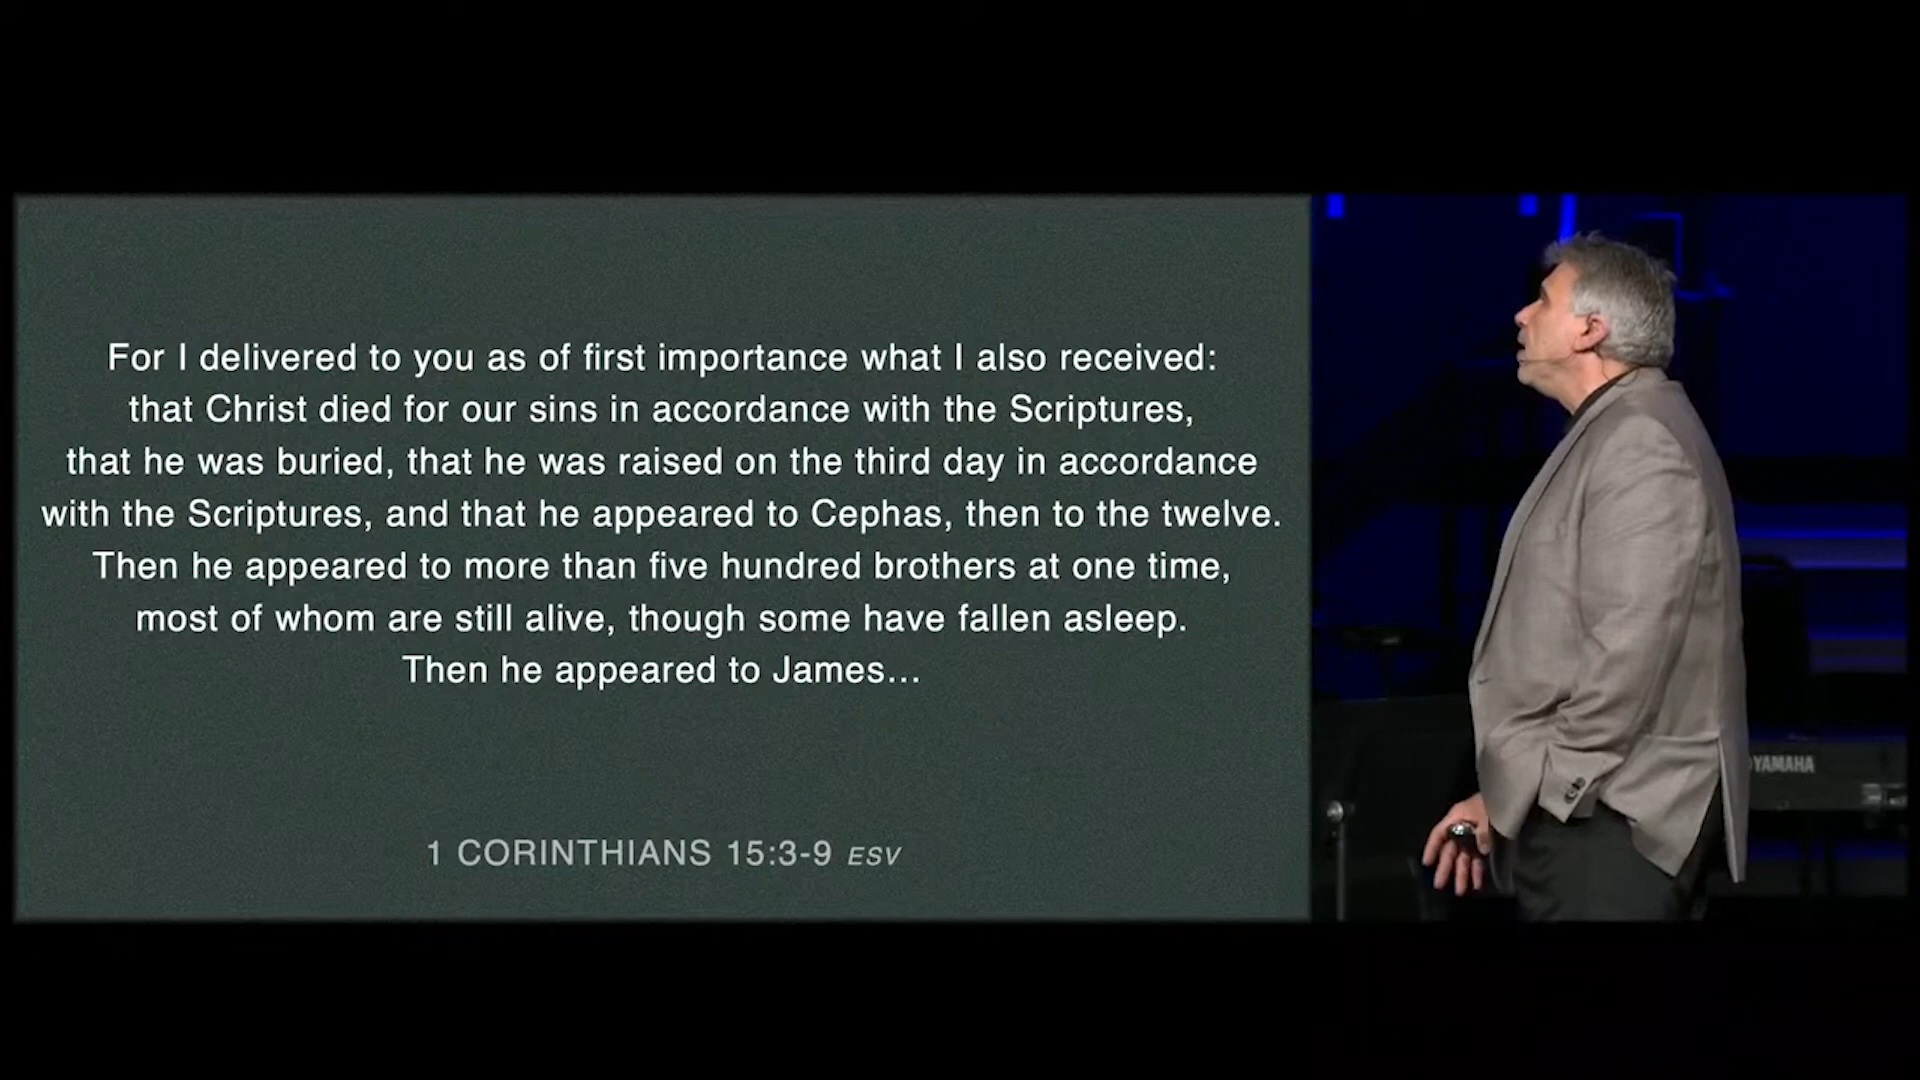 For I delivered to you as of first importance what I also received:
that Christ died for our sins in accordance with the Scriptures,
that he was buried, that he was raised on the third day in accordance
with the Scriptures, and that he appeared to Cephas, then to the twelve.
Then he appeared to more than five hundred brothers at one time,
most of whom are still alive, though some have fallen asleep.
Then he appeared to James...
1 CORINTHIANS 15:3-9 ESV
YAMAHA